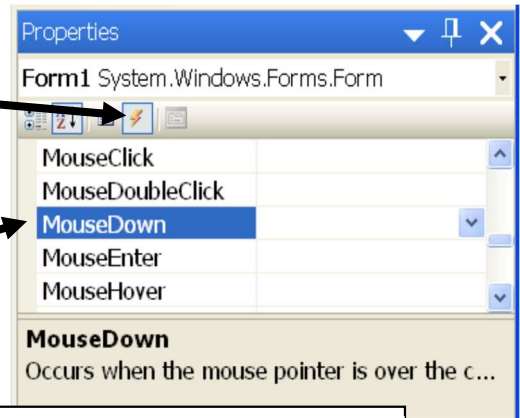 Properties
Form1 System.Windows.Forms.Form
MouseClick
MouseDoubleClick
MouseDown
MouseEnter
MouseHover
MouseDown
Occurs when the mouse pointer is over the c...